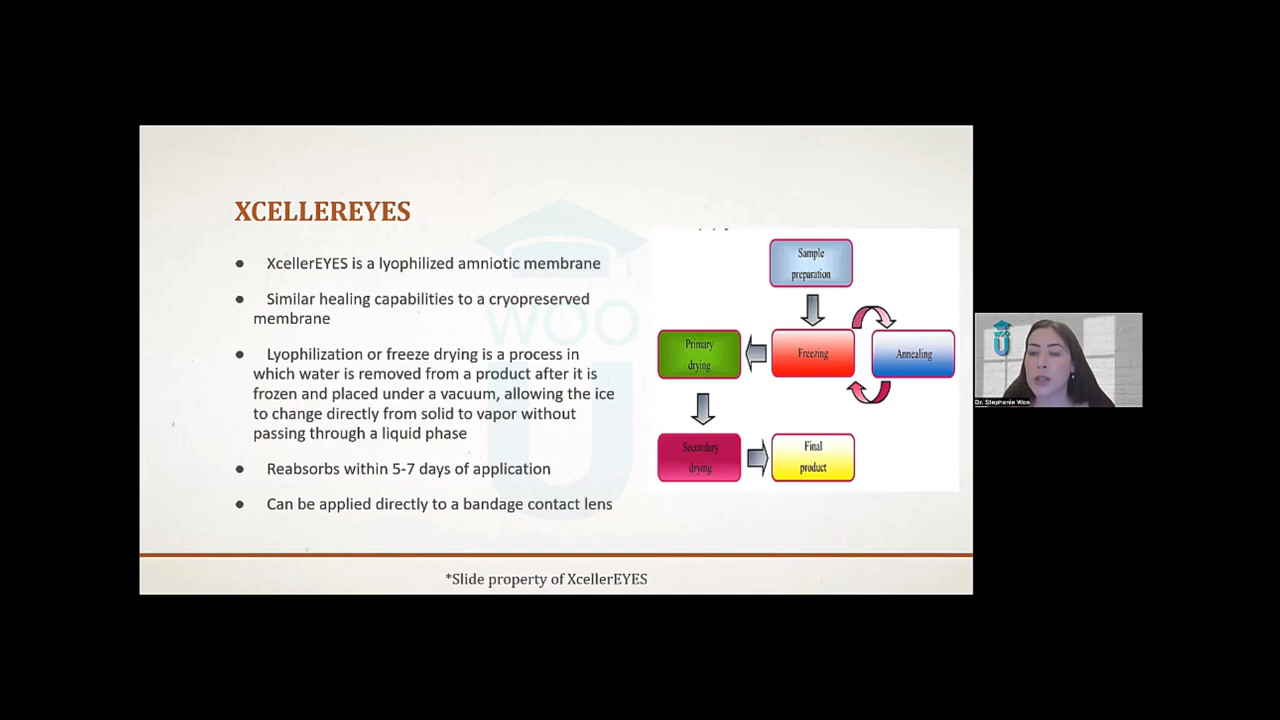 XCELLEREYES
● XcellerEYES is a lyophilized amniotic membrane
● Similar healing capabilities to a cryopreserved
membrane
● Lyophilization or freeze drying is a process in
which water is removed from a product after it is
frozen and placed under a vacuum, allowing the ice
to change directly from solid to vapor without
passing through a liquid phase
● Reabsorbs within 5-7 days of application
● Can be applied directly to a bandage contact lens
WOO
U
Sample
preparation
Primary
drying
Freezing
Annealing
Secondary
drying
Final
product
*Slide property of XcellerEYES
Dr. Stephanie Woo